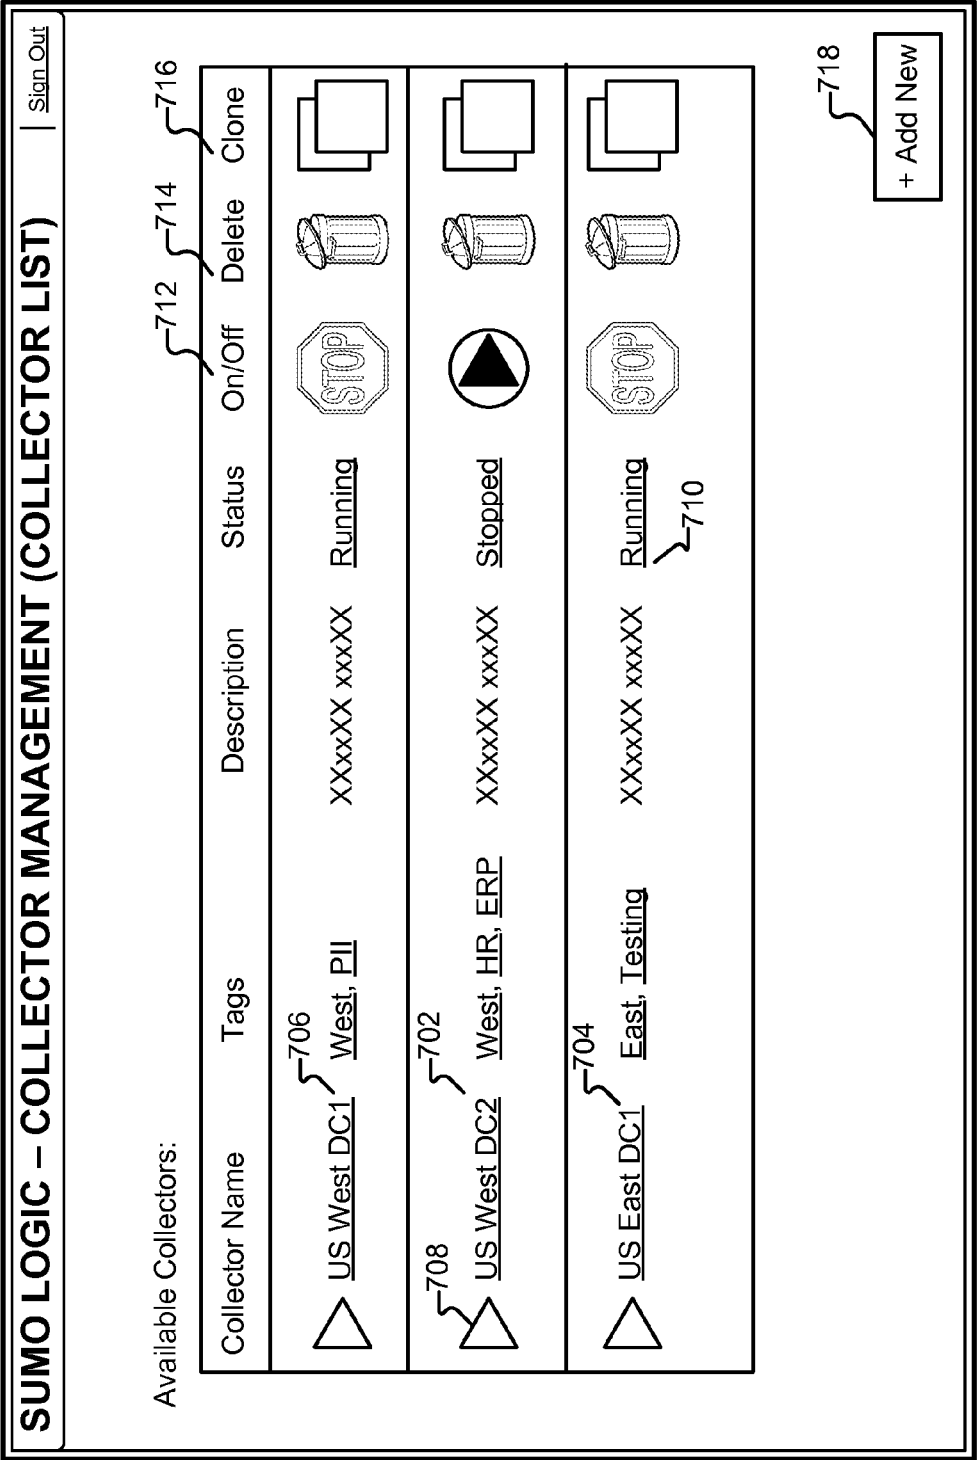 SUMO LOGIC – COLLECTOR MANAGEMENT (COLLECTOR LIST)
Sign Out
Available Collectors:
712 714 716
Collector Name Tags Description Status On/Off Delete Clone
706
US West DC1 West, PII XXxxXX xxxXX Running STOP
708 702
US West DC2 West, HR, ERP XXxxXX xxxXX Stopped
704
US East DC1 East, Testing XXxxXX xxxXX Running STOP
710
718
+ Add New